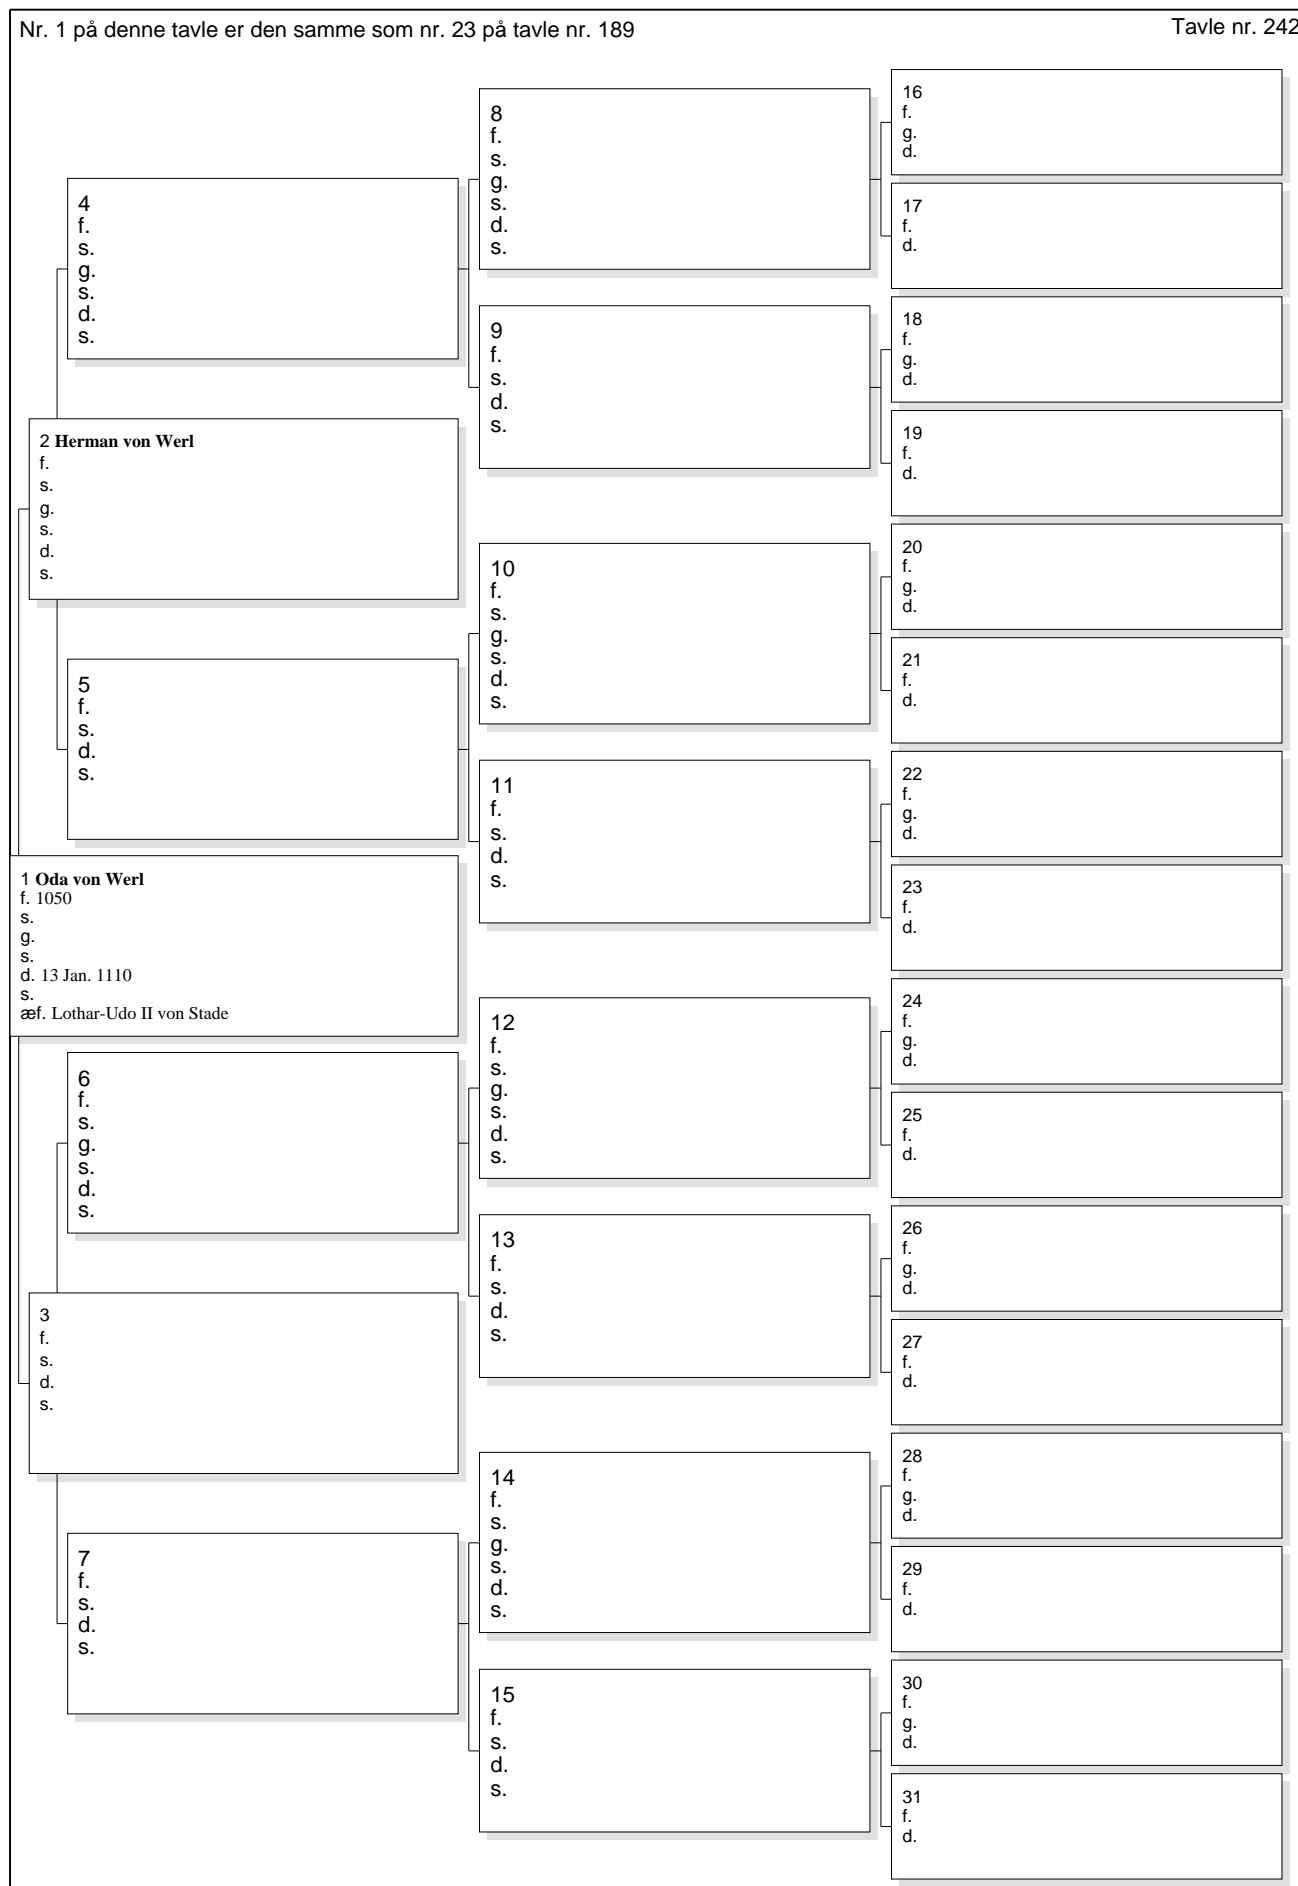 Nr. 1 på denne tavle er den samme som nr. 23 på tavle nr. 189
Tavle nr. 242
4
f.
s.
g.
s.
d.
s.
2 Herman von Werl
f.
s.
g.
s.
d.
s.
5
f.
s.
d.
s.
1 Oda von Werl
f. 1050
s.
g.
s.
d. 13 Jan. 1110
s.
æf. Lothar-Udo II von Stade
6
f.
s.
g.
s.
d.
s.
3
f.
s.
d.
s.
7
f.
s.
d.
s.
8
f.
s.
g.
s.
d.
s.
9
f.
s.
d.
s.
10
f.
s.
g.
s.
d.
s.
11
f.
s.
d.
s.
12
f.
s.
g.
s.
d.
s.
13
f.
s.
d.
s.
14
f.
s.
g.
s.
d.
s.
15
f.
s.
d.
s.
16
f.
g.
d.
17
f.
d.
18
f.
g.
d.
19
f.
d.
20
f.
g.
d.
21
f.
d.
22
f.
g.
d.
23
f.
d.
24
f.
g.
d.
25
f.
d.
26
f.
g.
d.
27
f.
d.
28
f.
g.
d.
29
f.
d.
30
f.
g.
d.
31
f.
d.